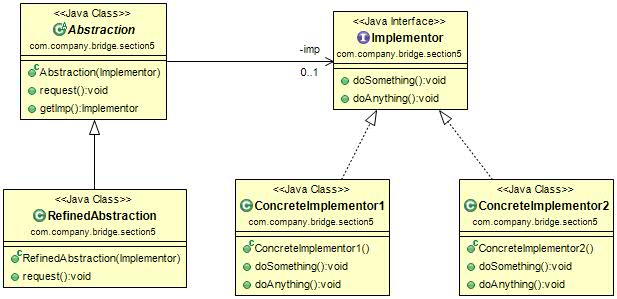 <<Java Class>>
Abstraction
com.company.bridge.section5
Abstraction(Implementor)
request():void
getImp():Implementor
-imp
0..1
<<Java Interface>>
Implementor
com.company.bridge.section5
doSomething():void
doAnything():void
<<Java Class>>
RefinedAbstraction
com.company.bridge.section5
RefinedAbstraction(Implementor)
request():void
<<Java Class>>
ConcreteImplementor1
com.company.bridge.section5
ConcreteImplementor1()
doSomething():void
doAnything():void
<<Java Class>>
ConcreteImplementor2
com.company.bridge.section5
ConcreteImplementor2()
doSomething():void
doAnything():void